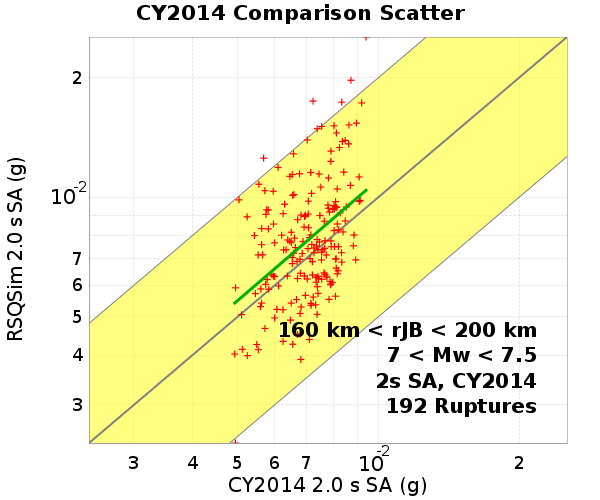 CY2014 Comparison Scatter
RSQSim 2.0 s SA (g)
2
10-2
7
6
5
4
3
160 km < rJB < 200 km
7 < Mw < 7.5
2s SA, CY2014
192 Ruptures
3 4 5 6 7 10-2 2
CY2014 2.0 s SA (g)